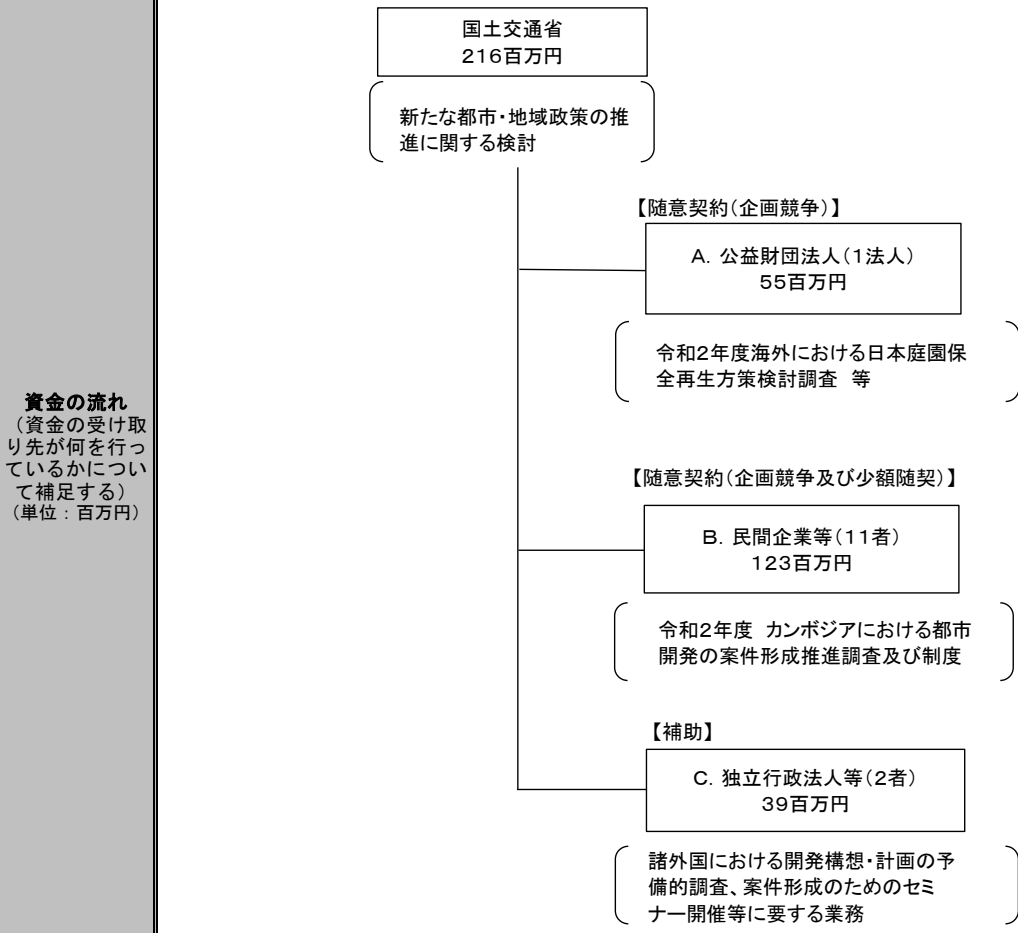 資金の流れ
（資金の受け取
り先が何を行っ
ているかについ
て補足する）
（単位：百万円）
国土交通省
２１６百万円
新たな都市・地域政策の推
進に関する検討
【随意契約（企画競争）】
Ａ．公益財団法人（１法人）
５５百万円
令和２年度海外における日本庭園保
全再生方策検討調査　等
【随意契約（企画競争及び少額随契）】
Ｂ．民間企業等（１１者）
１２３百万円
令和２年度　カンボジアにおける都市
開発の案件形成推進調査及び制度
【補助】
Ｃ．独立行政法人等（２者）
３９百万円
諸外国における開発構想・計画の予
備的調査、案件形成のためのセミ
ナー開催等に要する業務